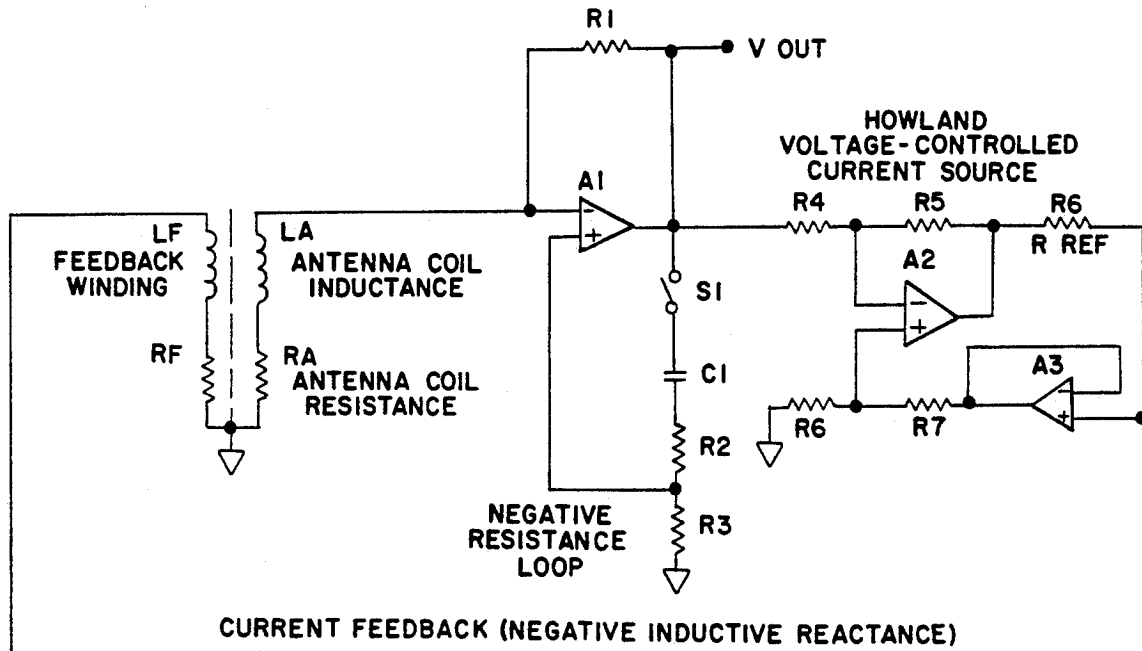 R1
V OUT
HOWLAND
VOLTAGE-CONTROLLED
CURRENT SOURCE
A1
R4
R5
R6
R REF
LF
FEEDBACK
WINDING
LA
ANTENNA COIL
INDUCTANCE
−
+
S1
A2
−
+
RF
RA
ANTENNA COIL
RESISTANCE
C1
A3
−
+
R6
R7
R2
NEGATIVE
RESISTANCE
LOOP
R3
CURRENT FEEDBACK (NEGATIVE INDUCTIVE REACTANCE)